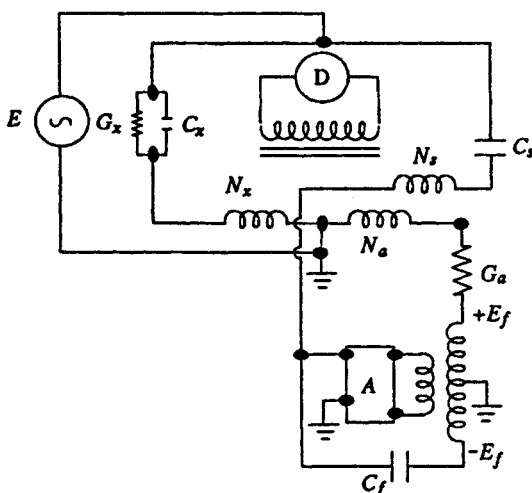 D
E
G_x
C_x
C_s
N_s
N_x
N_a
G_a
+E_f
A
-E_f
C_f